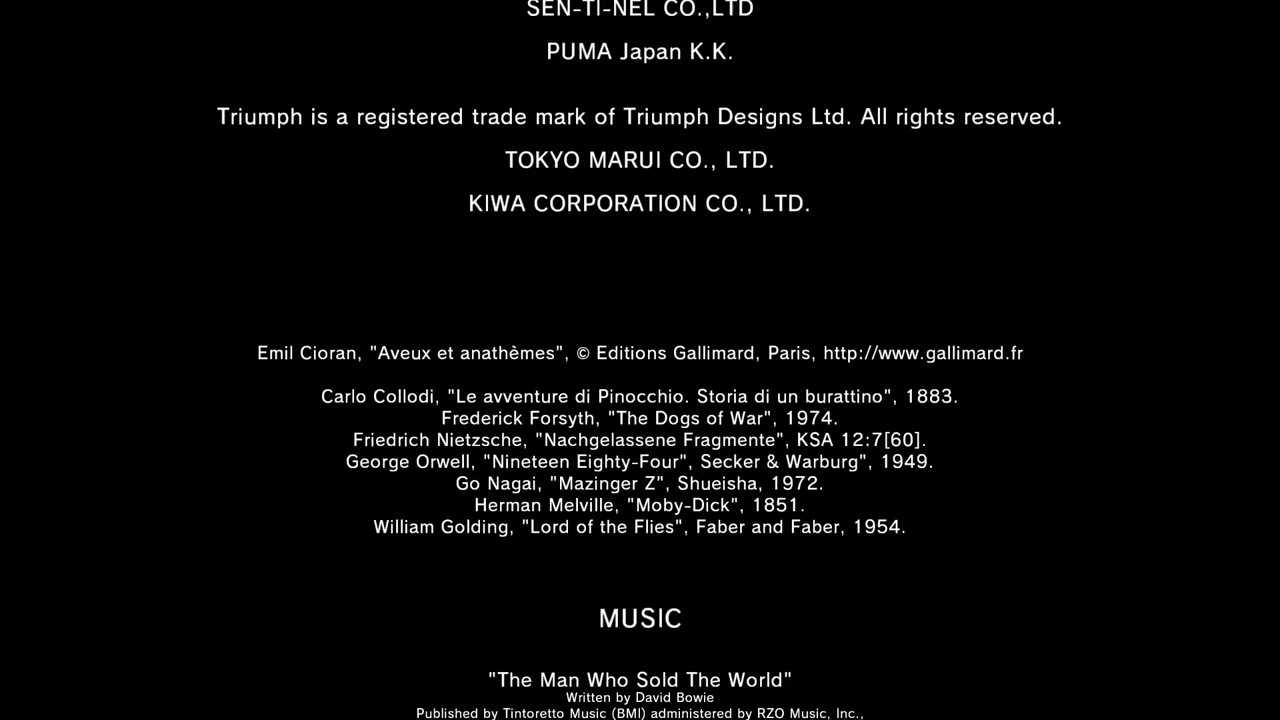 SEN-TI-NEL CO.,LTD
PUMA Japan K.K.
Triumph is a registered trade mark of Triumph Designs Ltd. All rights reserved.
TOKYO MARUI CO., LTD.
KIWA CORPORATION CO., LTD.
Emil Cioran, "Aveux et anathèmes", © Editions Gallimard, Paris, http://www.gallimard.fr
Carlo Collodi, "Le avventure di Pinocchio. Storia di un burattino", 1883.
Frederick Forsyth, "The Dogs of War", 1974.
Friedrich Nietzsche, "Nachgelassene Fragmente", KSA 12:7[60].
George Orwell, "Nineteen Eighty-Four", Secker & Warburg", 1949.
Go Nagai, "Mazinger Z", Shueisha, 1972.
Herman Melville, "Moby-Dick", 1851.
William Golding, "Lord of the Flies", Faber and Faber, 1954.
MUSIC
"The Man Who Sold The World"
Written by David Bowie
Published by Tintoretto Music (BMI) administered by RZO Music, Inc.,